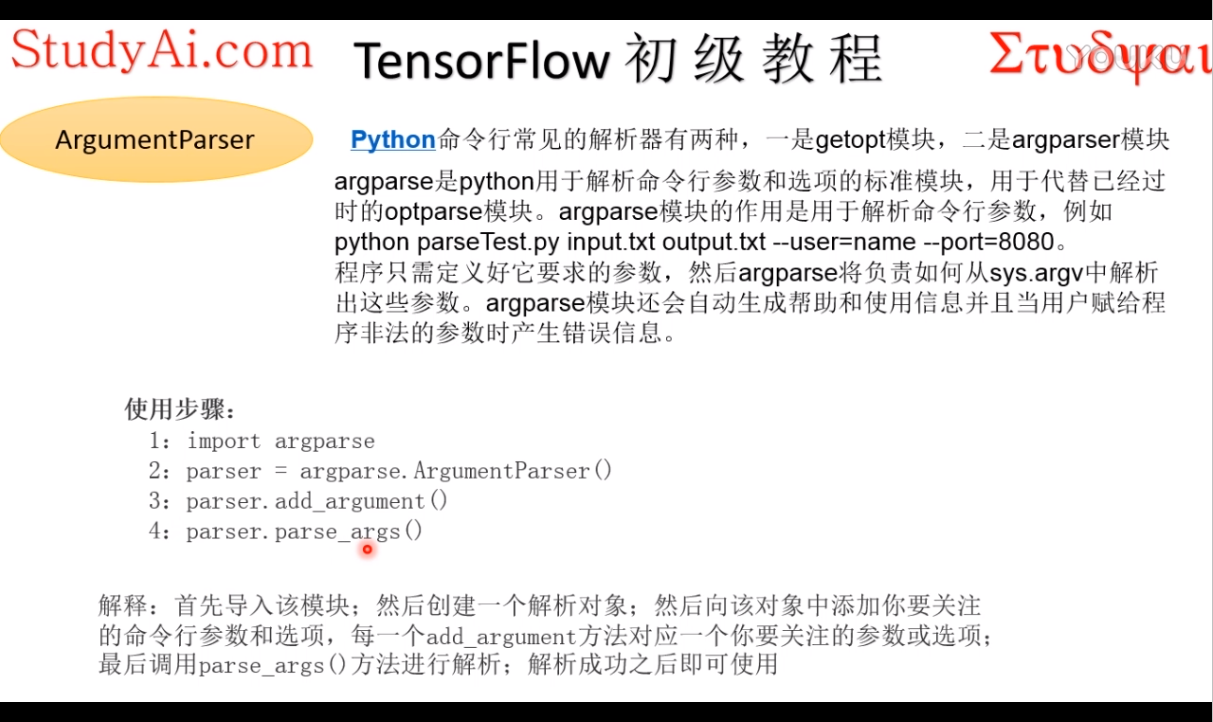 StudyAi.com
TensorFlow 初 级 教 程
Στυδψαι
YOUKU
ArgumentParser
Python命令行常见的解析器有两种，一是getopt模块，二是argparser模块
argparse是python用于解析命令行参数和选项的标准模块，用于代替已经过
时的optparse模块。argparse模块的作用是用于解析命令行参数，例如
python parseTest.py input.txt output.txt --user=name --port=8080。
程序只需定义好它要求的参数，然后argparse将负责如何从sys.argv中解析
出这些参数。argparse模块还会自动生成帮助和使用信息并且当用户赋给程
序非法的参数时产生错误信息。
使用步骤：
1：import argparse
2：parser = argparse.ArgumentParser()
3：parser.add_argument()
4：parser.parse_args()
解释：首先导入该模块；然后创建一个解析对象；然后向该对象中添加你要关注
的命令行参数和选项，每一个add_argument方法对应一个你要关注的参数或选项；
最后调用parse_args()方法进行解析；解析成功之后即可使用